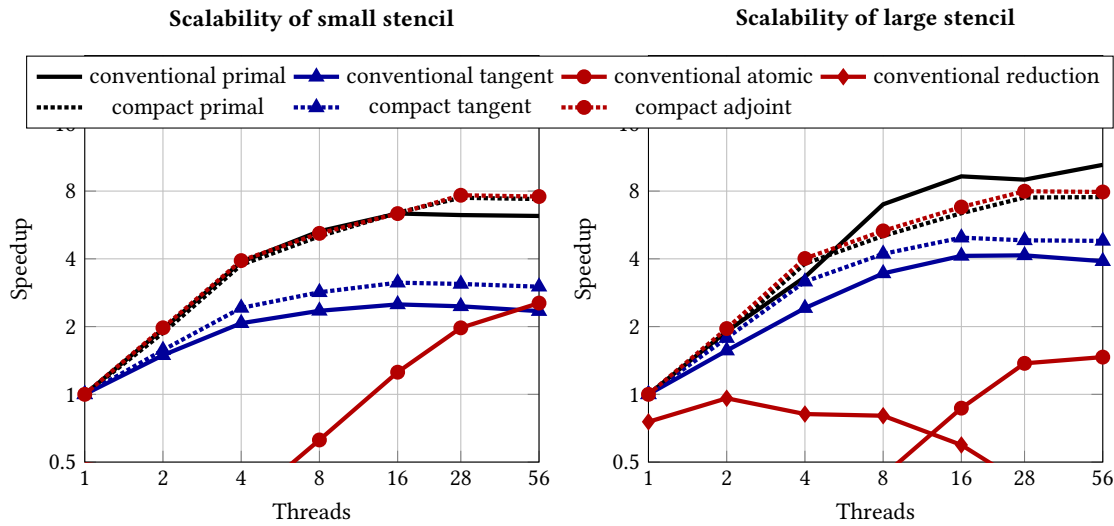 Scalability of small stencil
Scalability of large stencil
conventional primal conventional tangent conventional atomic conventional reduction
compact primal compact tangent compact adjoint
8
4
2
1
0.5
Speedup
1 2 4 8 16 28 56
Threads
8
4
2
1
0.5
Speedup
1 2 4 8 16 28 56
Threads